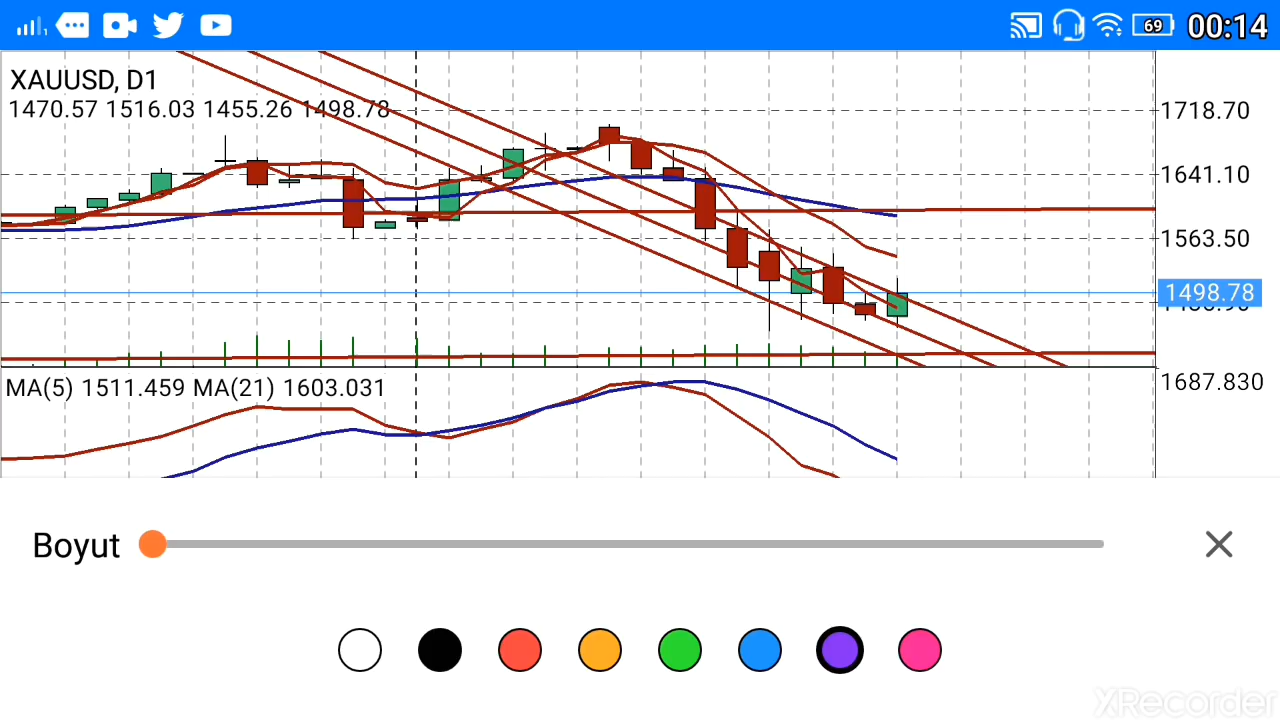 69 00:14
XAUUSD, D1
1470.57 1516.03 1455.26 1498.78
1718.70
1641.10
1563.50
1498.78
MA(5) 1511.459 MA(21) 1603.031
1687.830
Boyut
XRecorder